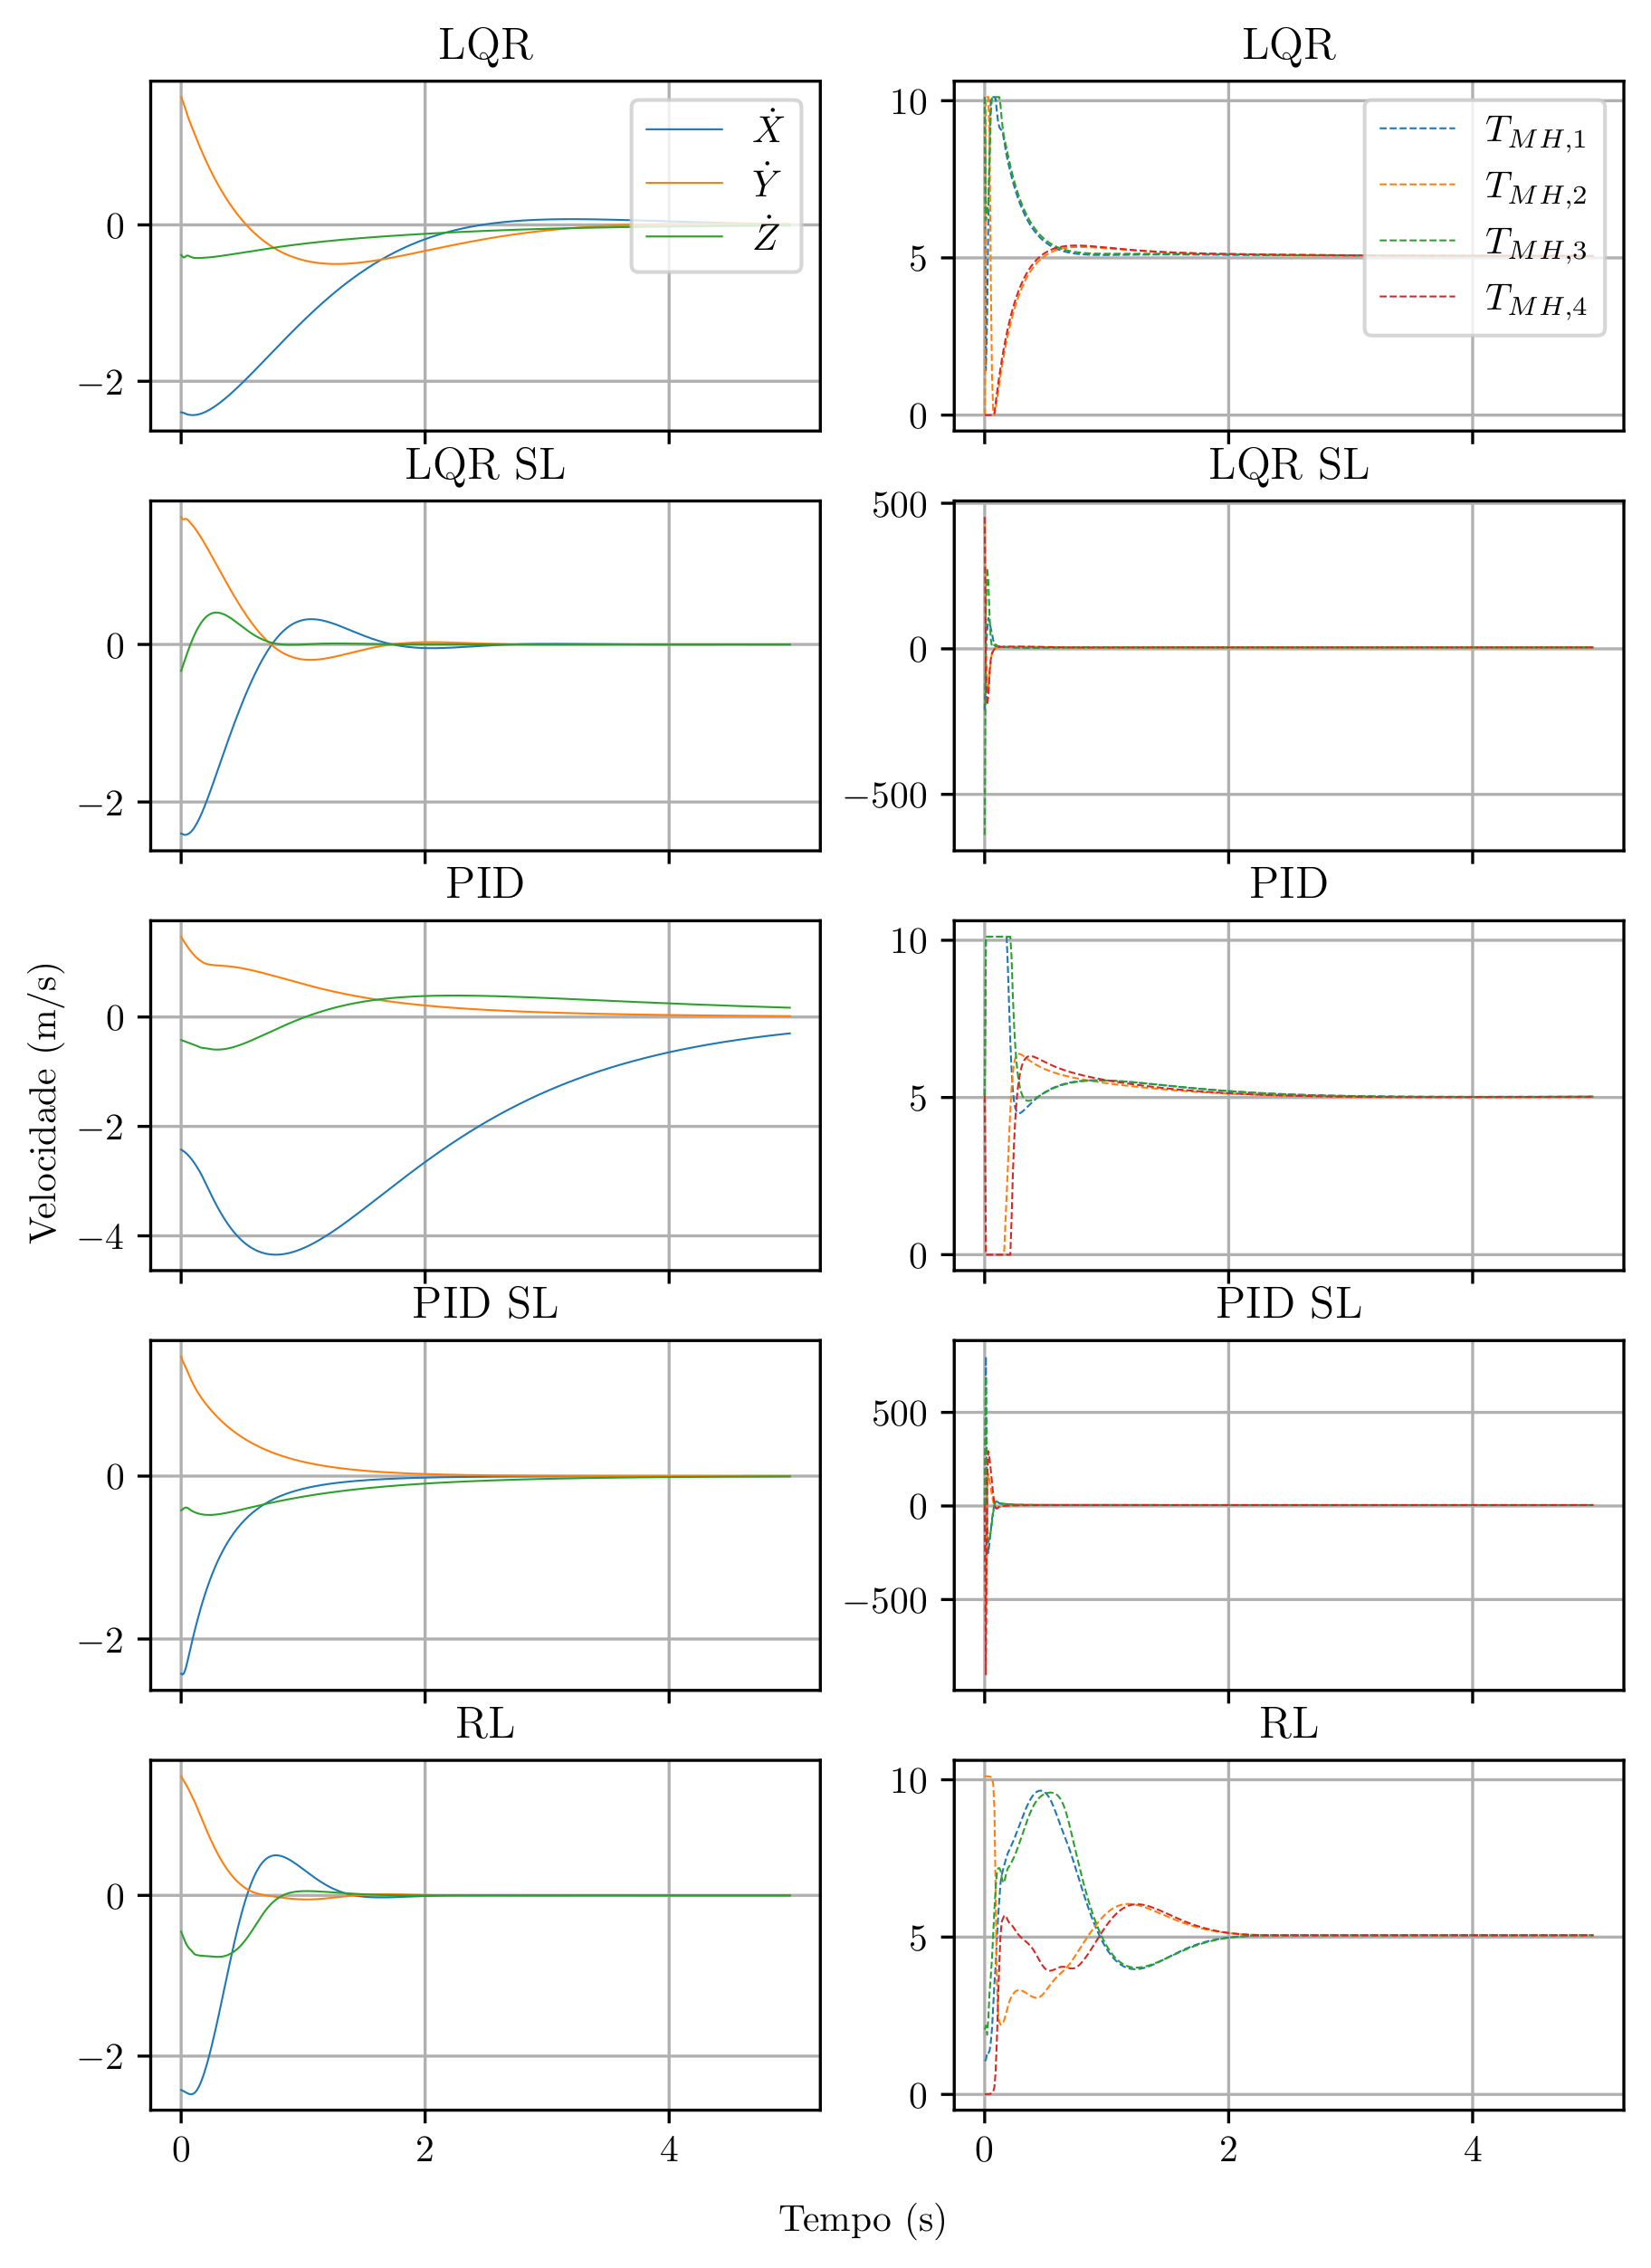 LQR
LQR
0
−2
Ẋ
Ẏ
Ż
10
5
0
T_{MH,1}
T_{MH,2}
T_{MH,3}
T_{MH,4}
LQR SL
LQR SL
0
−2
500
0
−500
PID
PID
0
−2
−4
10
5
0
Velocidade (m/s)
PID SL
PID SL
0
−2
500
0
−500
RL
RL
0
−2
0 2 4
10
5
0
0 2 4
Tempo (s)